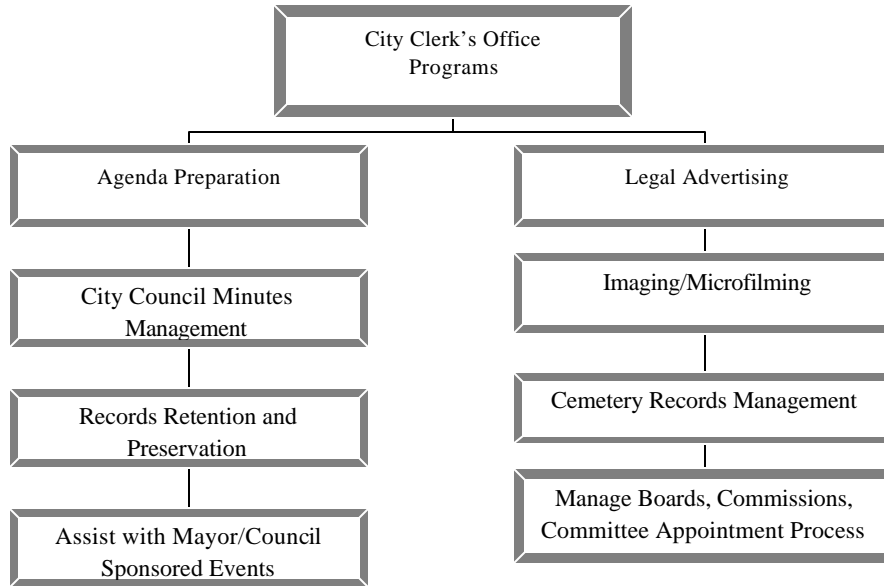 City Clerk’s Office
Programs
Agenda Preparation
City Council Minutes
Management
Records Retention and
Preservation
Assist with Mayor/Council
Sponsored Events
Legal Advertising
Imaging/Microfilming
Cemetery Records Management
Manage Boards, Commissions,
Committee Appointment Process